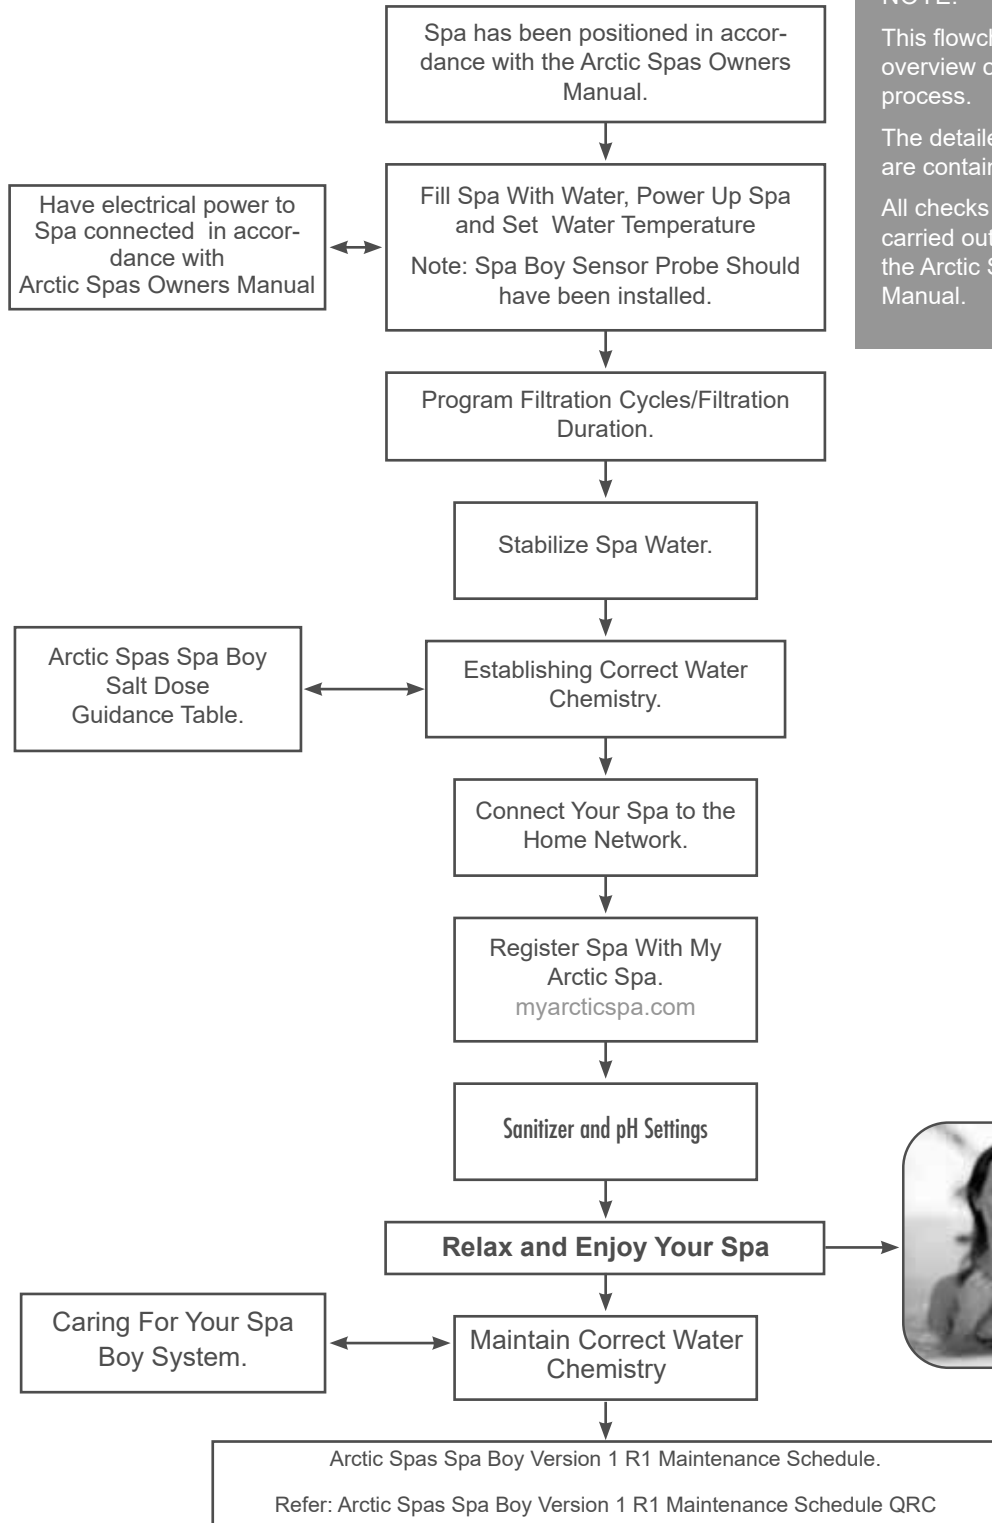 NOTE:
This flowc
overview o
process.
The detaile
are contain
All checks
carried out
the Arctic S
Manual.
Spa has been positioned in accor-
dance with the Arctic Spas Owners
Manual.
Have electrical power to
Spa connected in accor-
dance with
Arctic Spas Owners Manual
Fill Spa With Water, Power Up Spa
and Set Water Temperature
Note: Spa Boy Sensor Probe Should
have been installed.
Program Filtration Cycles/Filtration
Duration.
Stabilize Spa Water.
Arctic Spas Spa Boy
Salt Dose
Guidance Table.
Establishing Correct Water
Chemistry.
Connect Your Spa to the
Home Network.
Register Spa With My
Arctic Spa.
myarcticspa.com
Sanitizer and pH Settings
Relax and Enjoy Your Spa
Caring For Your Spa
Boy System.
Maintain Correct Water
Chemistry
Arctic Spas Spa Boy Version 1 R1 Maintenance Schedule.
Refer: Arctic Spas Spa Boy Version 1 R1 Maintenance Schedule QRC